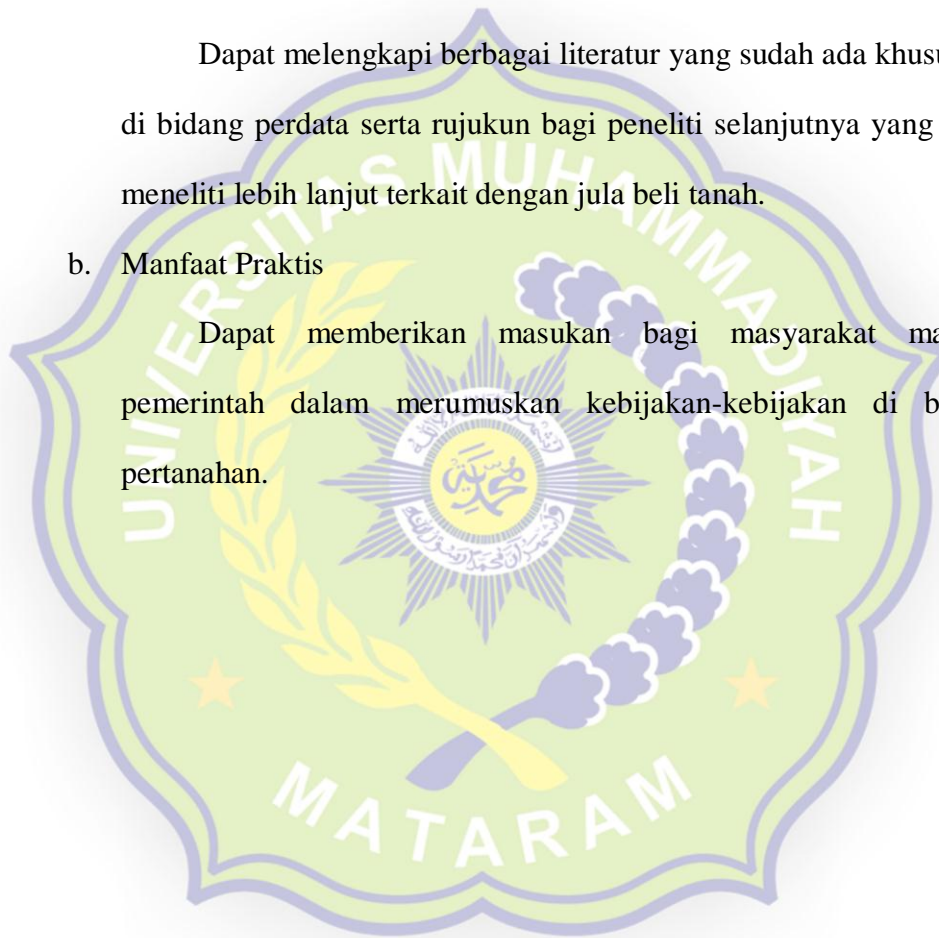 Dapat melengkapi berbagai literatur yang sudah ada khusu
di bidang perdata serta rujukun bagi peneliti selanjutnya yang
meneliti lebih lanjut terkait dengan jula beli tanah.
b. Manfaat Praktis
Dapat memberikan masukan bagi masyarakat ma
pemerintah dalam merumuskan kebijakan-kebijakan di b
pertanahan.
UNIVERSITAS MUHAMMADIYAH
MATARAM